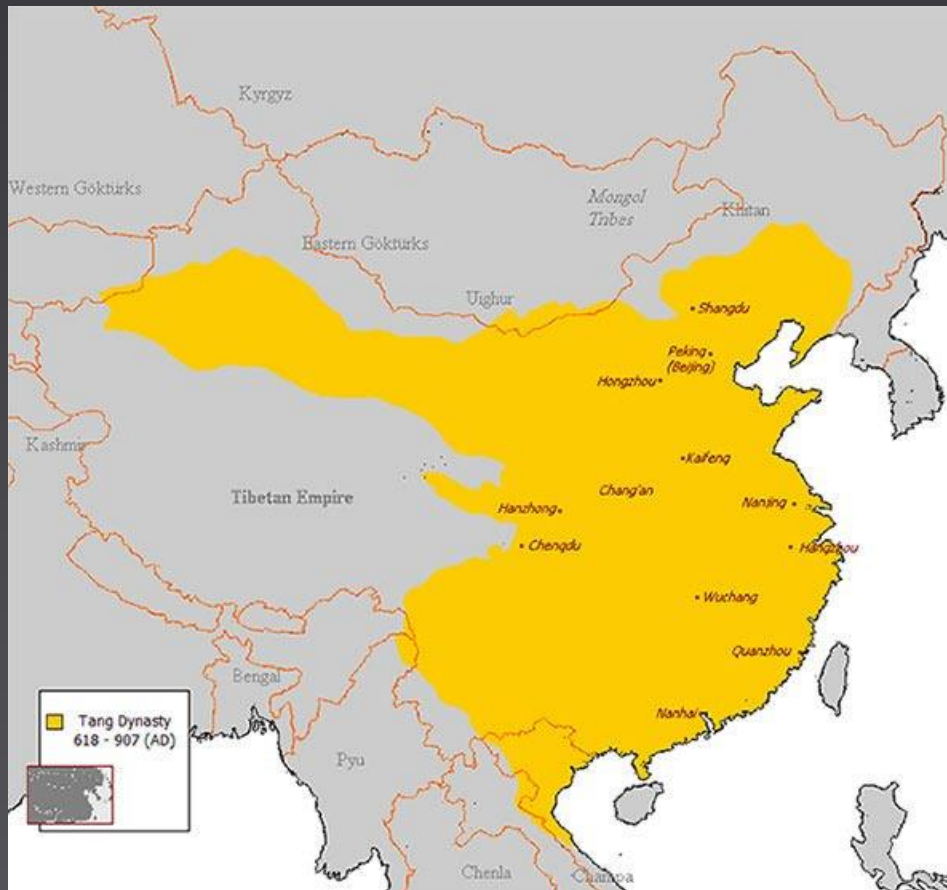 Kyrgyz
Western Göktürks
Mongol
Tribes
Khitan
Eastern Göktürks
Uighur
Shangdu
Peking
(Beijing)
Hongzhou
Kashmir
Kaifeng
Tibetan Empire
Chang'an
Hanzhong
Nanjing
Chengdu
Hangzhou
Wuchang
Quanzhou
Bengal
Nanhai
Tang Dynasty
618 - 907 (AD)
Pyu
Chenla
Champa